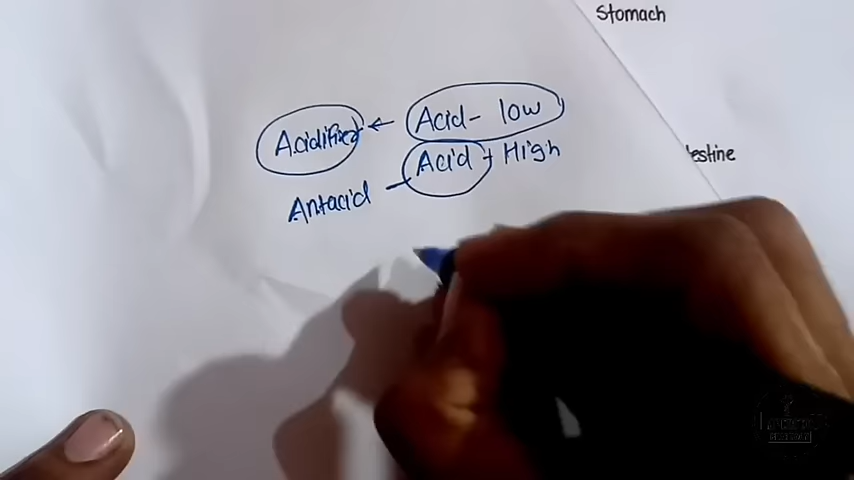 Stomach
Acidifier ← Acid - low
Acid - High
Antacid
estine